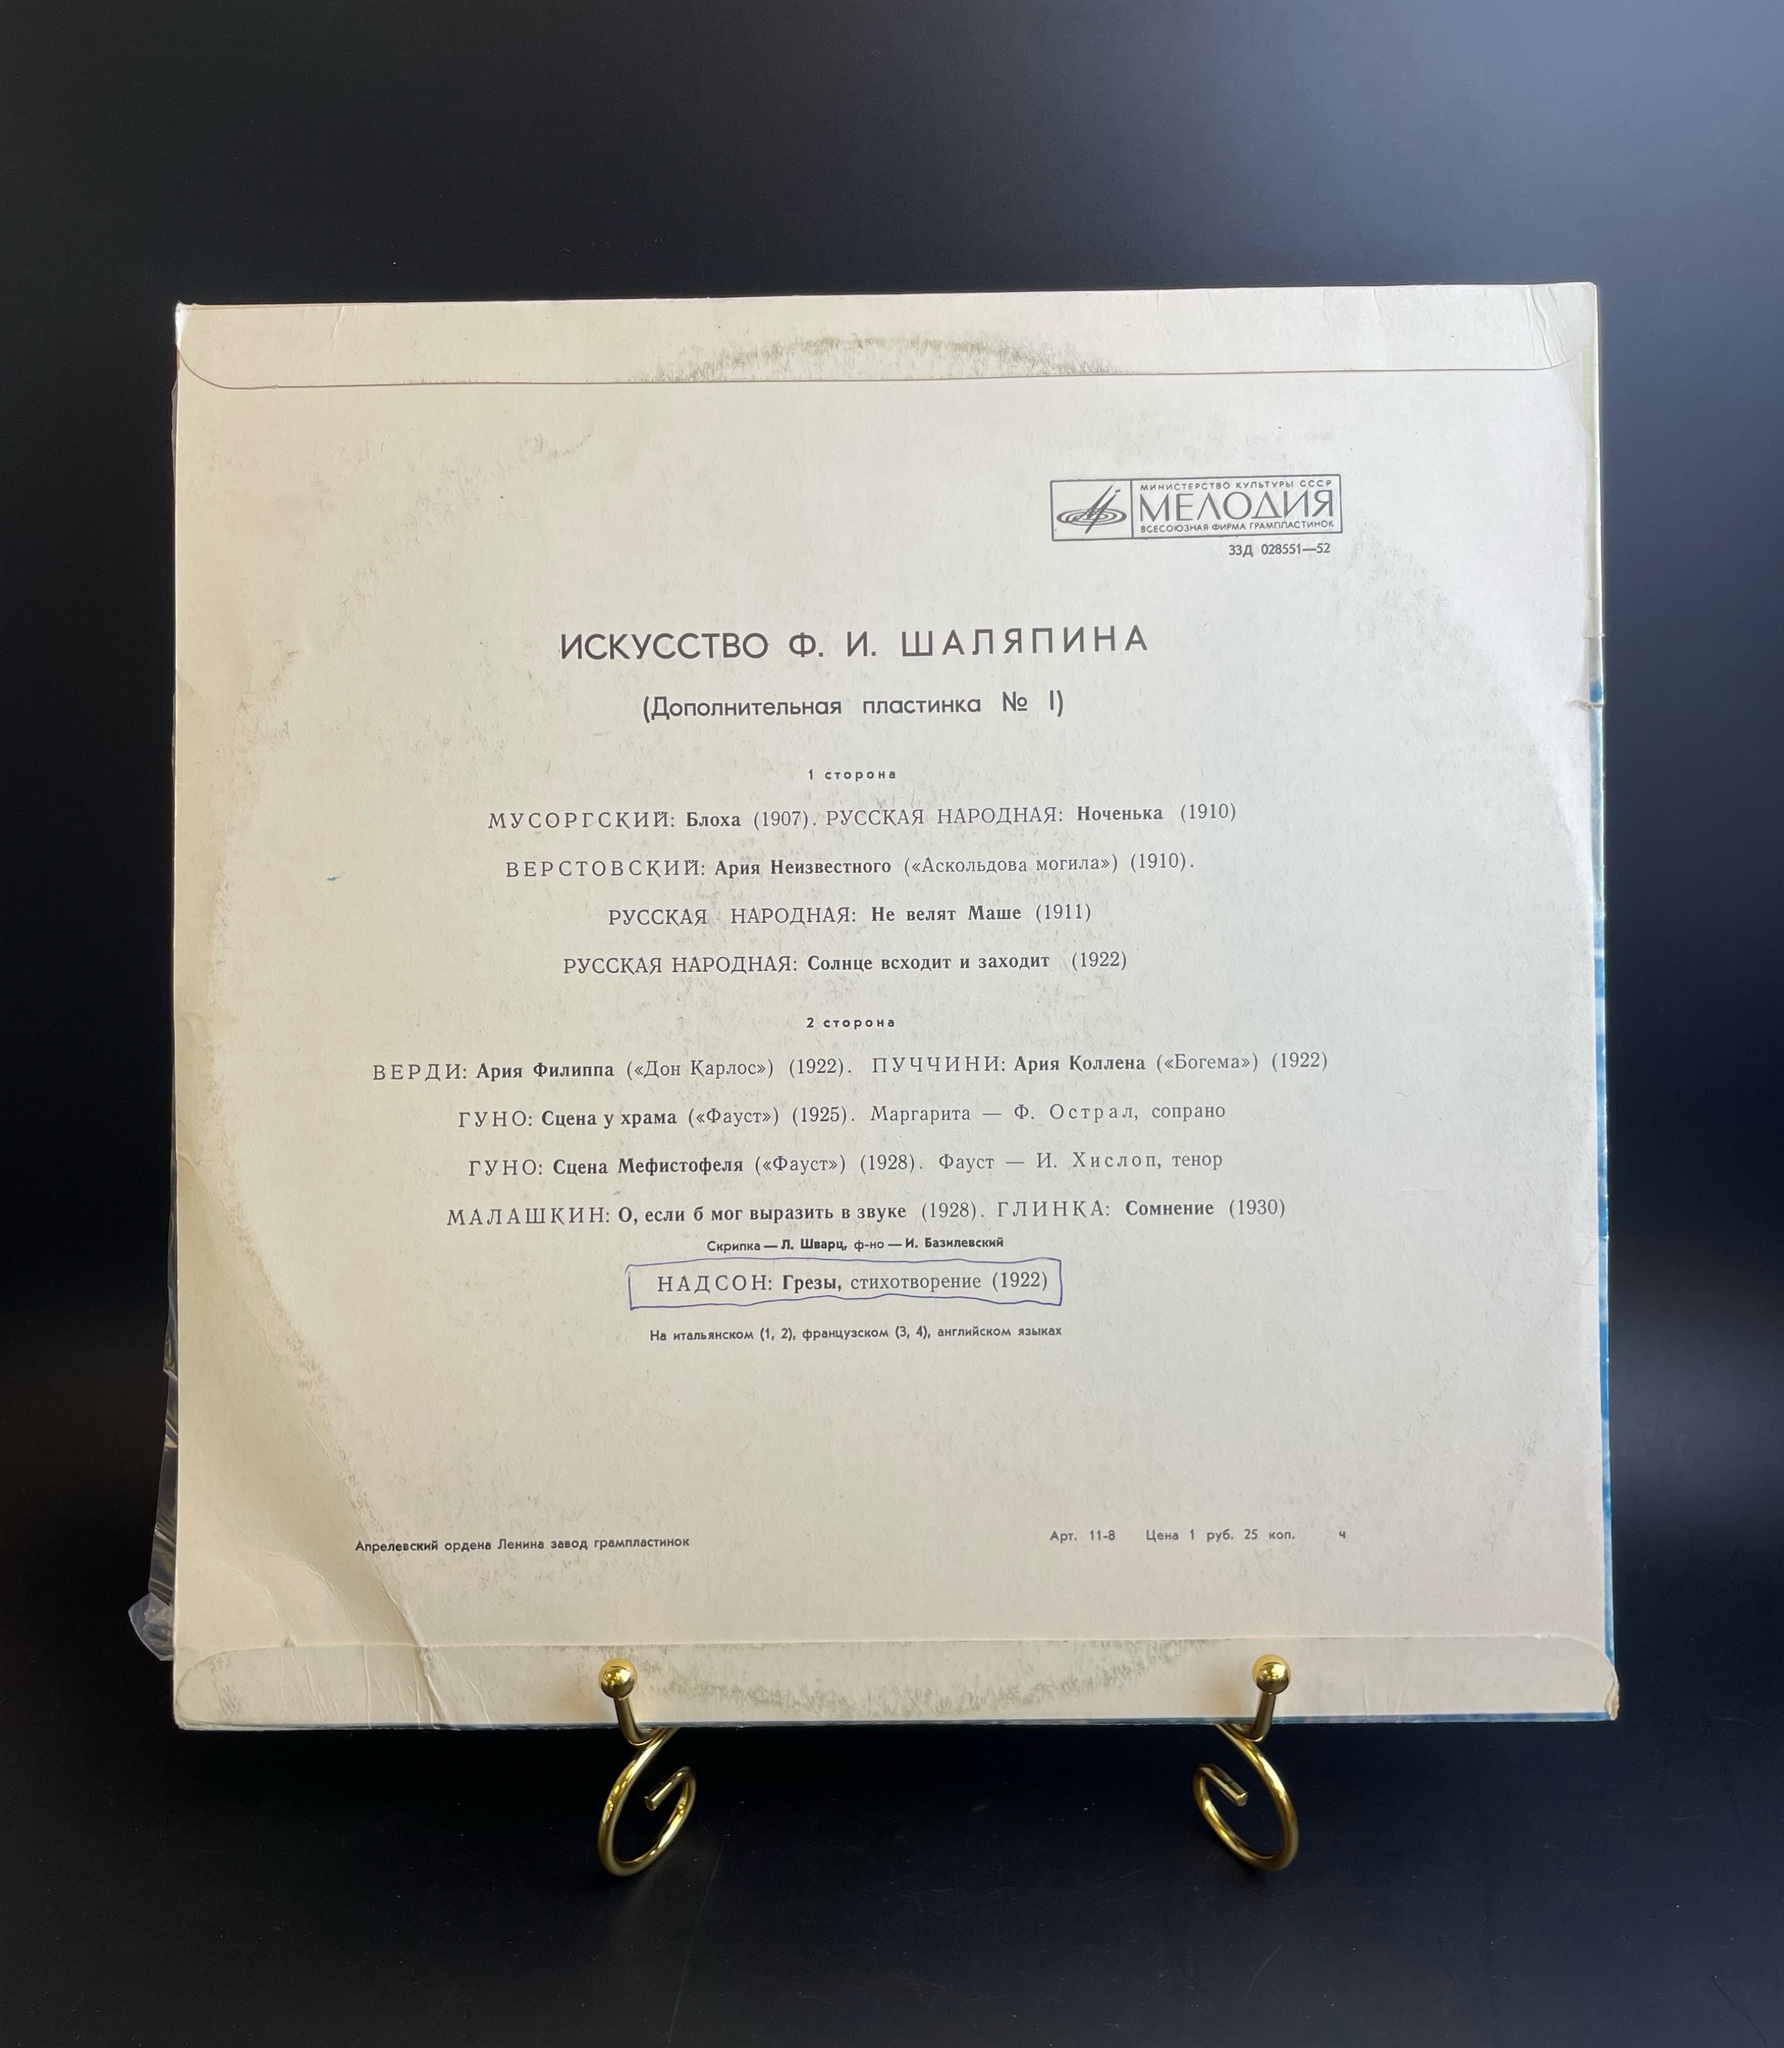 МИНИСТЕРСТВО КУЛЬТУРЫ СССР
МЕЛОДИЯ
ВСЕСОЮЗНАЯ ФИРМА ГРАМПЛАСТИНОК
33Д 028551—52
ИСКУССТВО Ф. И. ШАЛЯПИНА
(Дополнительная пластинка № I)
1 сторона
МУСОРГСКИЙ: Блоха (1907). РУССКАЯ НАРОДНАЯ: Ноченька (1910)
ВЕРСТОВСКИЙ: Ария Неизвестного («Аскольдова могила») (1910).
РУССКАЯ НАРОДНАЯ: Не велят Маше (1911)
РУССКАЯ НАРОДНАЯ: Солнце всходит и заходит (1922)
2 сторона
ВЕРДИ: Ария Филиппа («Дон Карлос») (1922). ПУЧЧИНИ: Ария Коллена («Богема») (1922)
ГУНО: Сцена у храма («Фауст») (1925). Маргарита — Ф. Острал, сопрано
ГУНО: Сцена Мефистофеля («Фауст») (1928). Фауст — И. Хислоп, тенор
МАЛАШКИН: О, если б мог выразить в звуке (1928). ГЛИНКА: Сомнение (1930)
Скрипка — Л. Шварц, ф-но — И. Базилевский
НАДСОН: Грезы, стихотворение (1922)
На итальянском (1, 2), французском (3, 4), английском языках
Апрелевский ордена Ленина завод грампластинок
Арт. 11-8 Цена 1 руб. 25 коп. ч